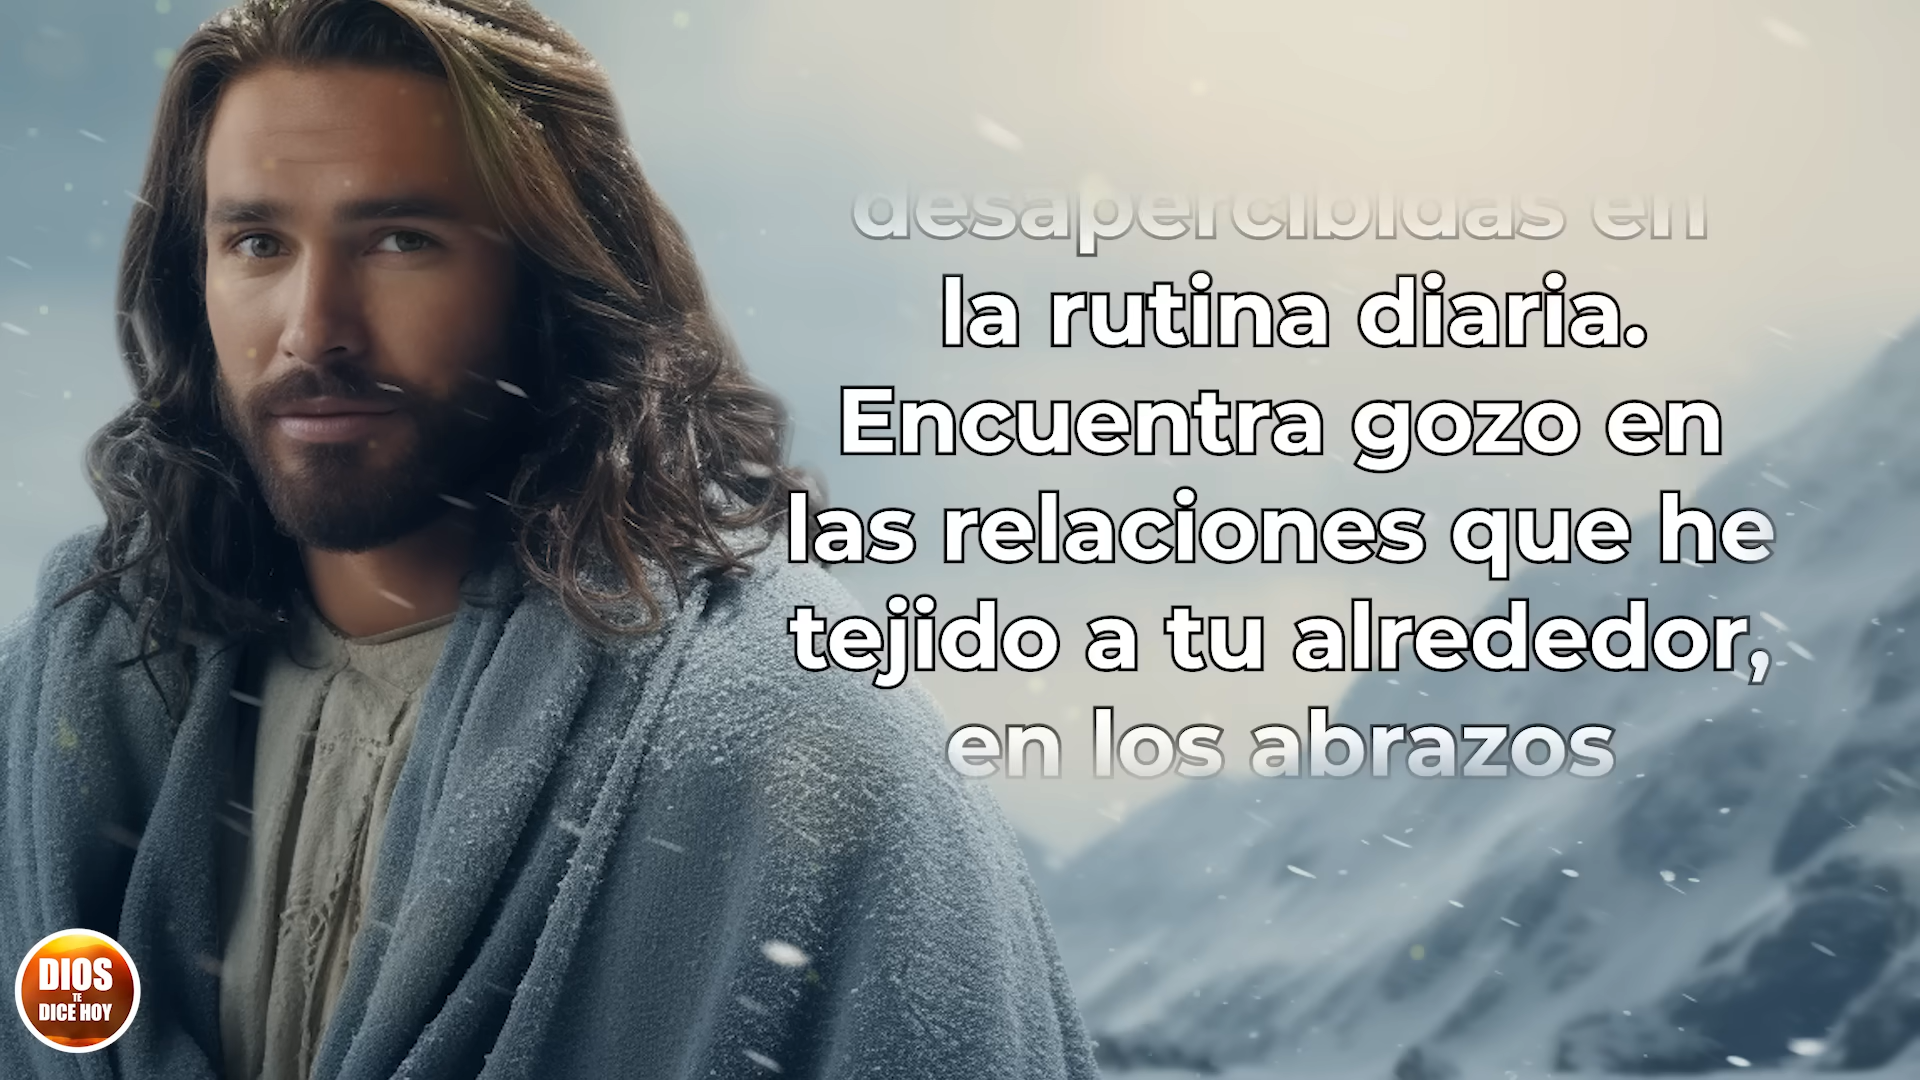 desapercibidas en
la rutina diaria.
Encuentra gozo en
las relaciones que he
tejido a tu alrededor,
en los abrazos
DIOS
TE
DICE HOY